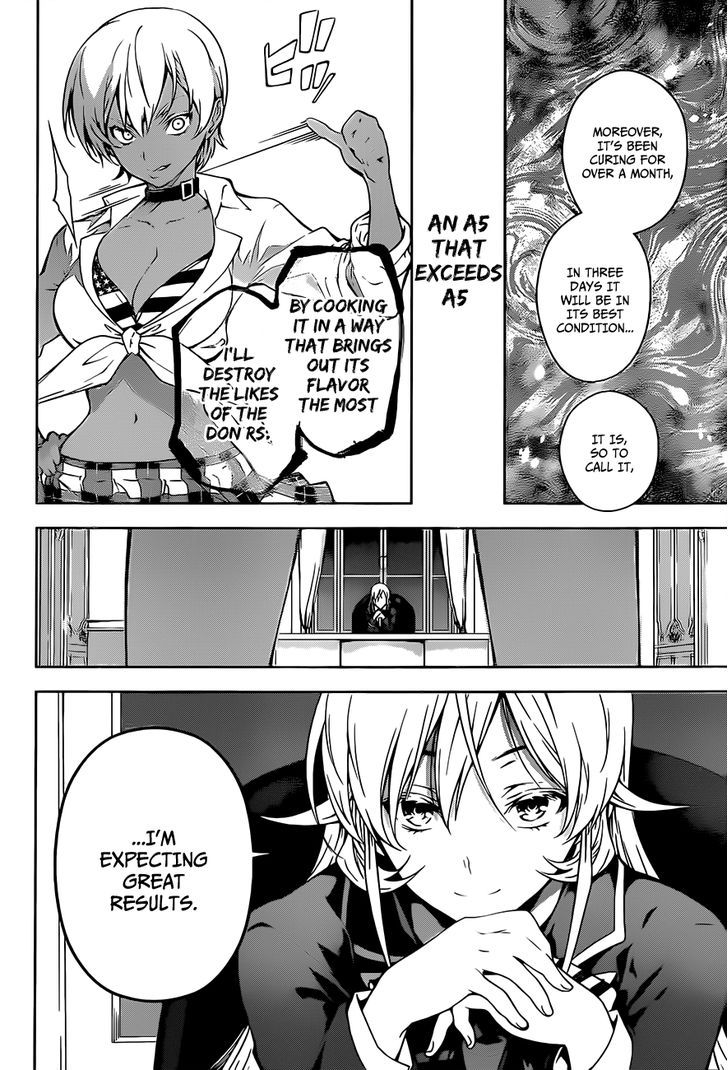 MOREOVER,
IT'S BEEN
CURING FOR
OVER A MONTH,
IN THREE
DAYS IT
WILL BE IN
ITS BEST
CONDITION...
IT IS,
SO TO
CALL IT,
AN A5
THAT
EXCEEDS
A5
ビッ
BY COOKING
IT IN A WAY
THAT BRINGS
OUT ITS
FLAVOR
THE MOST
I'LL
DESTROY
THE LIKES
OF THE
DON RS.
...I'M
EXPECTING
GREAT
RESULTS.